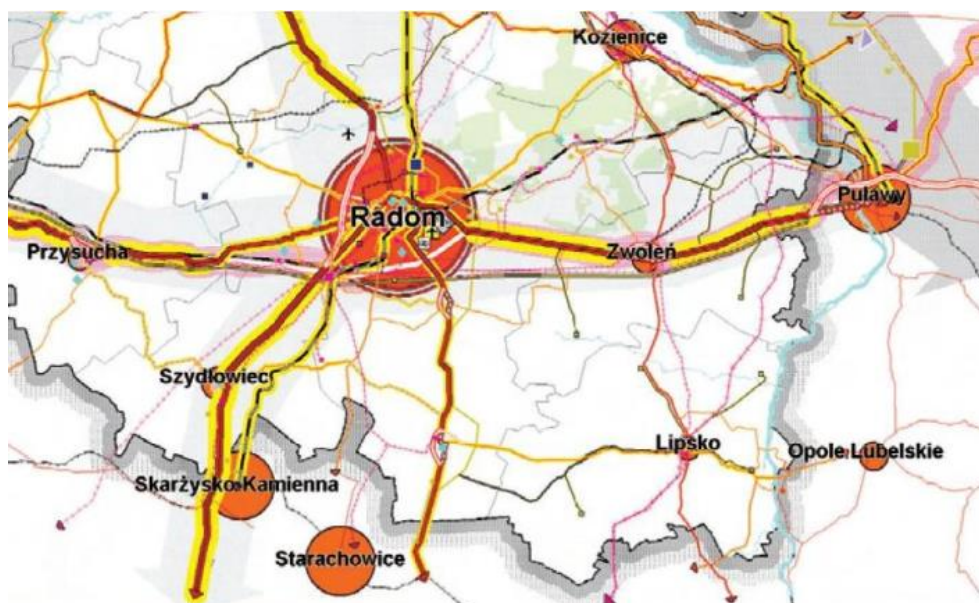 Kozienice
Radom
Puławy
Przysucha
Zwoleń
Szydłowiec
Lipsko
Opole Lubelskie
Skarżysko-Kamienna
Starachowice